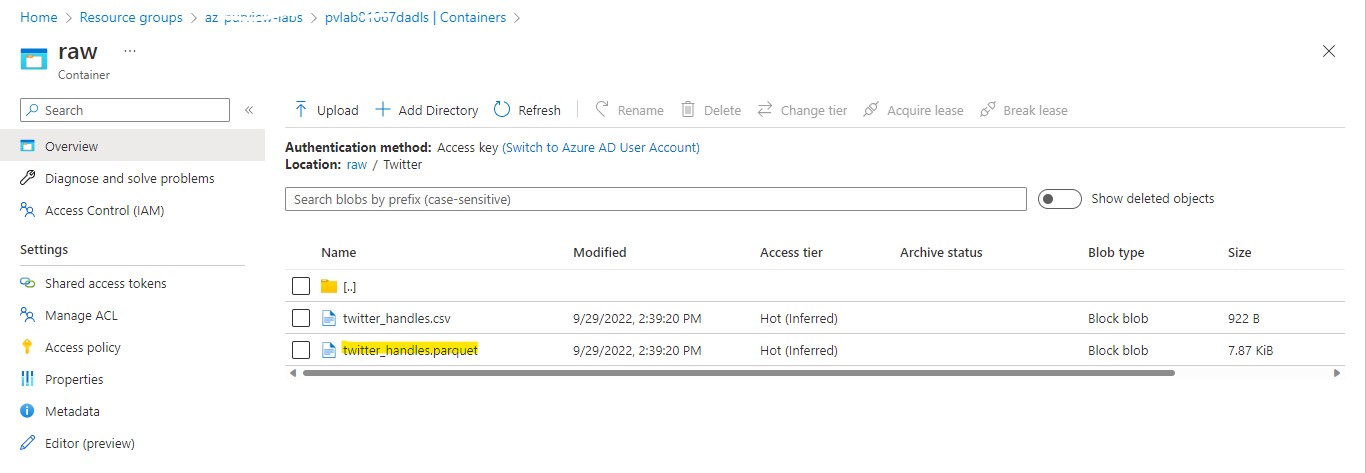 Home > Resource groups > az-purview-labs > pvlab81667dadls | Containers >
raw ...
Container
Search «
Upload Add Directory Refresh Rename Delete Change tier Acquire lease Break lease
Overview
Diagnose and solve problems
Access Control (IAM)
Settings
Shared access tokens
Manage ACL
Access policy
Properties
Metadata
Editor (preview)
Authentication method: Access key (Switch to Azure AD User Account)
Location: raw / Twitter
Search blobs by prefix (case-sensitive) Show deleted objects
Name Modified Access tier Archive status Blob type Size
[..]
twitter_handles.csv 9/29/2022, 2:39:20 PM Hot (Inferred) Block blob 922 B
twitter_handles.parquet 9/29/2022, 2:39:20 PM Hot (Inferred) Block blob 7.87 KiB